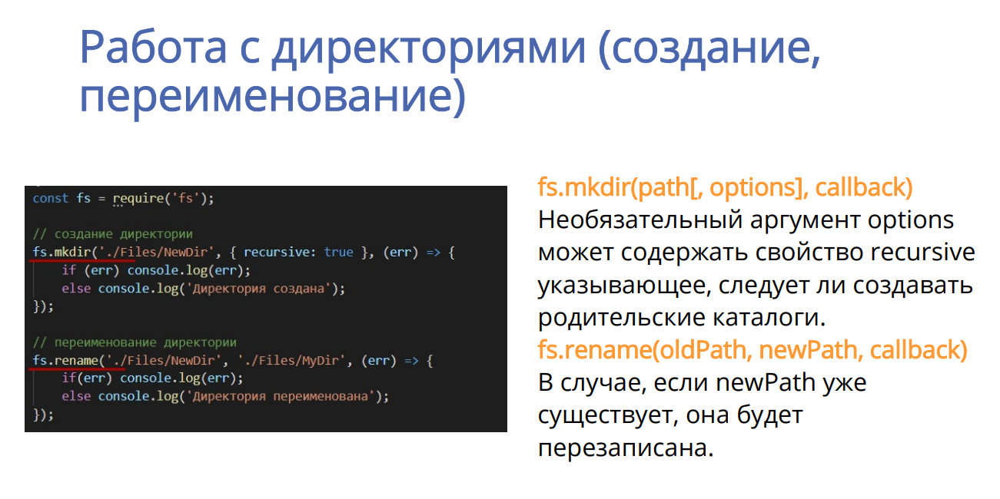 Работа с директориями (создание,
переименование)
const fs = require('fs');
// создание директории
fs.mkdir('./Files/NewDir', { recursive: true }, (err) => {
if (err) console.log(err);
else console.log('Директория создана');
});
// переименование директории
fs.rename('./Files/NewDir', './Files/MyDir', (err) => {
if(err) console.log(err);
else console.log('Директория переименована');
});
fs.mkdir(path[, options], callback)
Необязательный аргумент options
может содержать свойство recursive
указывающее, следует ли создавать
родительские каталоги.
fs.rename(oldPath, newPath, callback)
В случае, если newPath уже
существует, она будет
перезаписана.